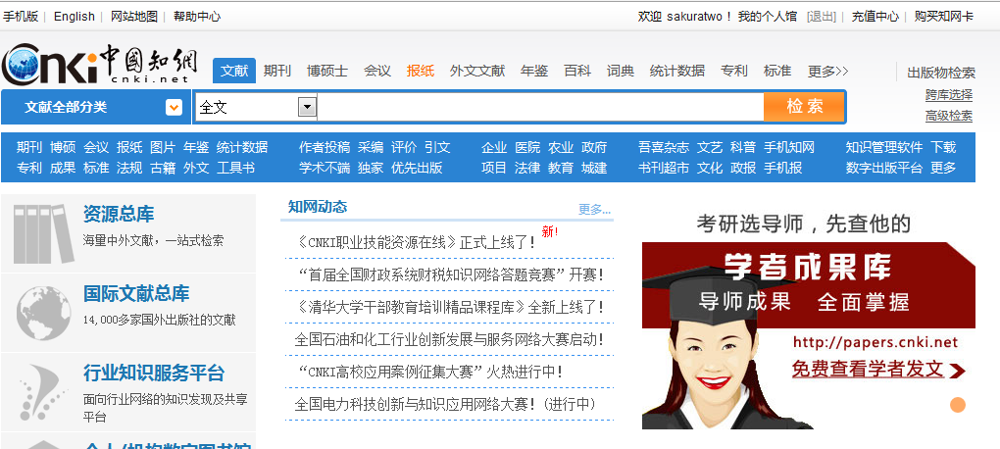 手机版 | English | 网站地图 | 帮助中心
欢迎 sakuratwo！ 我的个人馆 [退出] | 充值中心 | 购买知网卡
cnki 中國知網
cnki.net
文献 期刊 博硕士 会议 报纸 外文文献 年鉴 百科 词典 统计数据 专利 标准 更多>>
出版物检索
文献全部分类 全文 检 索
跨库选择
高级检索
期刊 博硕 会议 报纸 图片 年鉴 统计数据
专利 成果 标准 法规 古籍 外文 工具书
作者投稿 采编 评价 引文
学术不端 独家 优先出版
企业 医院 农业 政府
项目 法律 教育 城建
吾喜杂志 文艺 科普 手机知网
书刊超市 文化 政报 手机报
知识管理软件 下载
数字出版平台 更多
资源总库
海量中外文献，一站式检索
国际文献总库
14,000多家国外出版社的文献
行业知识服务平台
面向行业网络的知识发现及共享
平台
个人/机构数字图书馆
知网动态 更多...
《CNKI职业技能资源在线》正式上线了！ 新!
“首届全国财政系统财税知识网络答题竞赛”开赛！
《清华大学干部教育培训精品课程库》全新上线了！
全国石油和化工行业创新发展与服务网络大赛启动！
“CNKI高校应用案例征集大赛”火热进行中！
全国电力科技创新与知识应用网络大赛！(进行中)
考研选导师，先查他的
学者成果库
导师成果 全面掌握
http://papers.cnki.net
免费查看学者发文